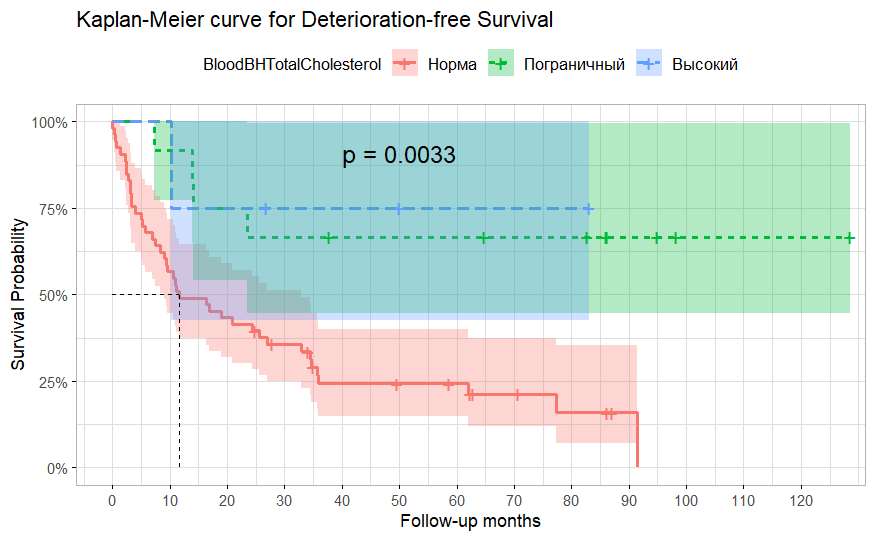 Kaplan-Meier curve for Deterioration-free Survival
BloodBHTotalCholesterol Норма Пограничный Высокий
100%
p = 0.0033
75%
50%
25%
0%
Survival Probability
0 10 20 30 40 50 60 70 80 90 100 110 120
Follow-up months